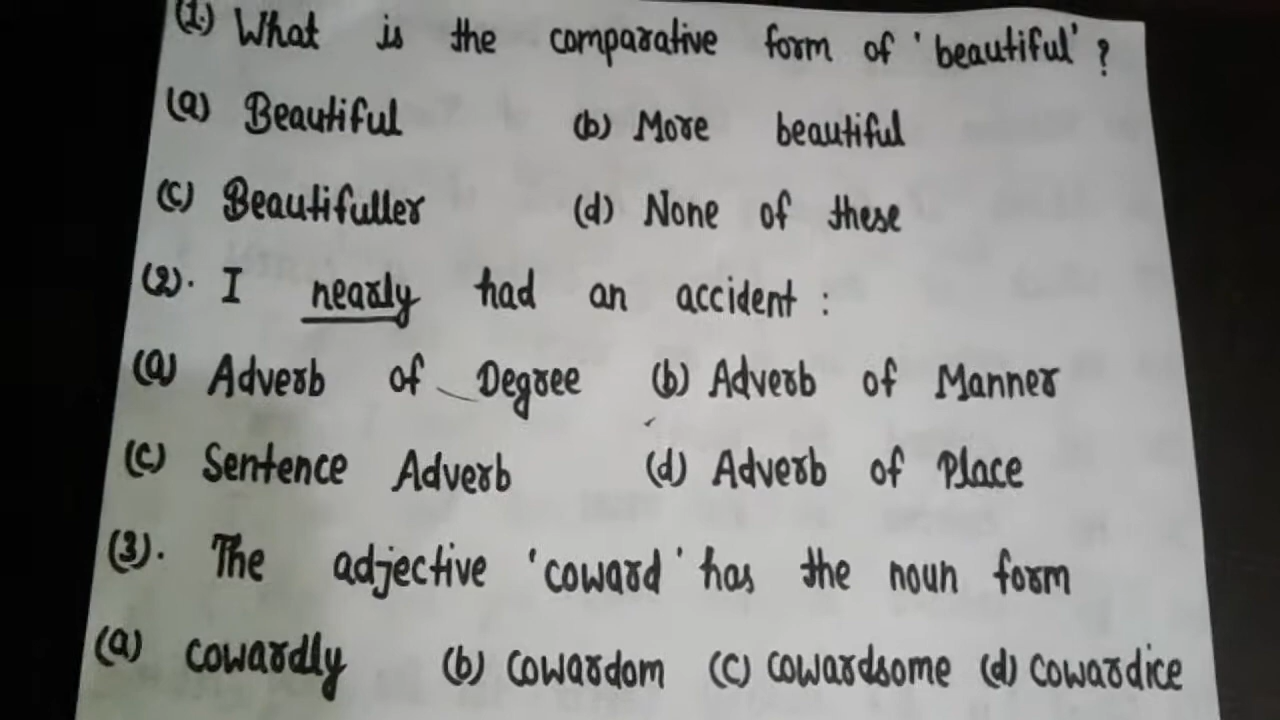 (1.) What is the comparative form of 'beautiful' ?
(a) Beautiful (b) More beautiful
(c) Beautifuller (d) None of these
(2). I nearly had an accident :
(a) Adverb of Degree (b) Adverb of Manner
(c) Sentence Adverb (d) Adverb of Place
(3). The adjective 'coward' has the noun form
(a) cowardly (b) cowardom (c) cowardsome (d) cowardice